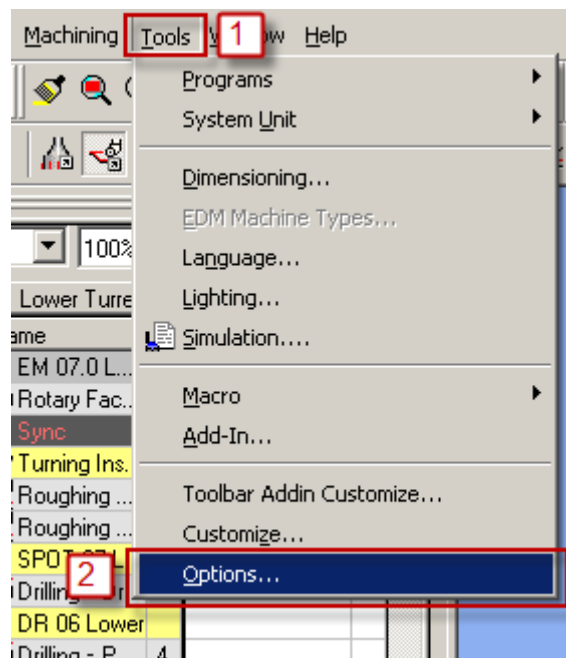 Machining Tools 1 Help
Programs
System Unit
Dimensioning...
EDM Machine Types...
100%
Language...
Lower Turre
Lighting...
ame
Simulation....
EM 07.0 L...
Rotary Fac..
Macro
Sync
Add-In...
Turning Ins.
Roughing ...
Toolbar Addin Customize...
Roughing ...
Customize...
SPOT
2
Options...
Drilling
DR 06 Lower
Drilling - P 4